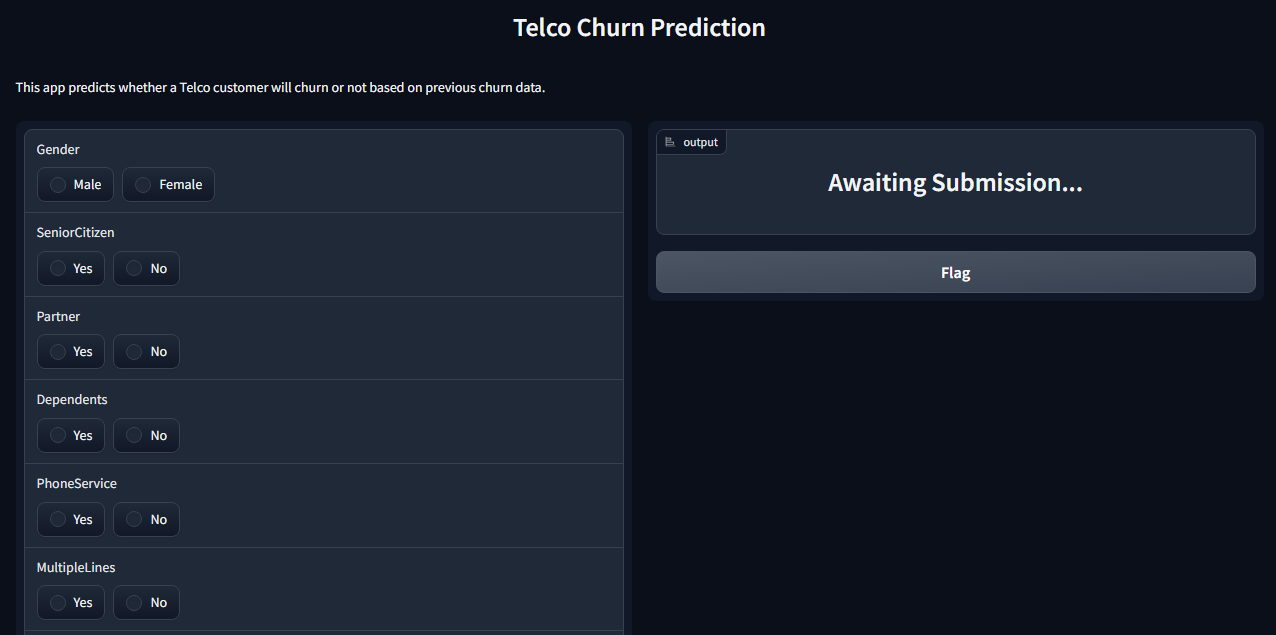 Telco Churn Prediction
This app predicts whether a Telco customer will churn or not based on previous churn data.
Gender
Male Female
SeniorCitizen
Yes No
Partner
Yes No
Dependents
Yes No
PhoneService
Yes No
MultipleLines
Yes No
output
Awaiting Submission...
Flag